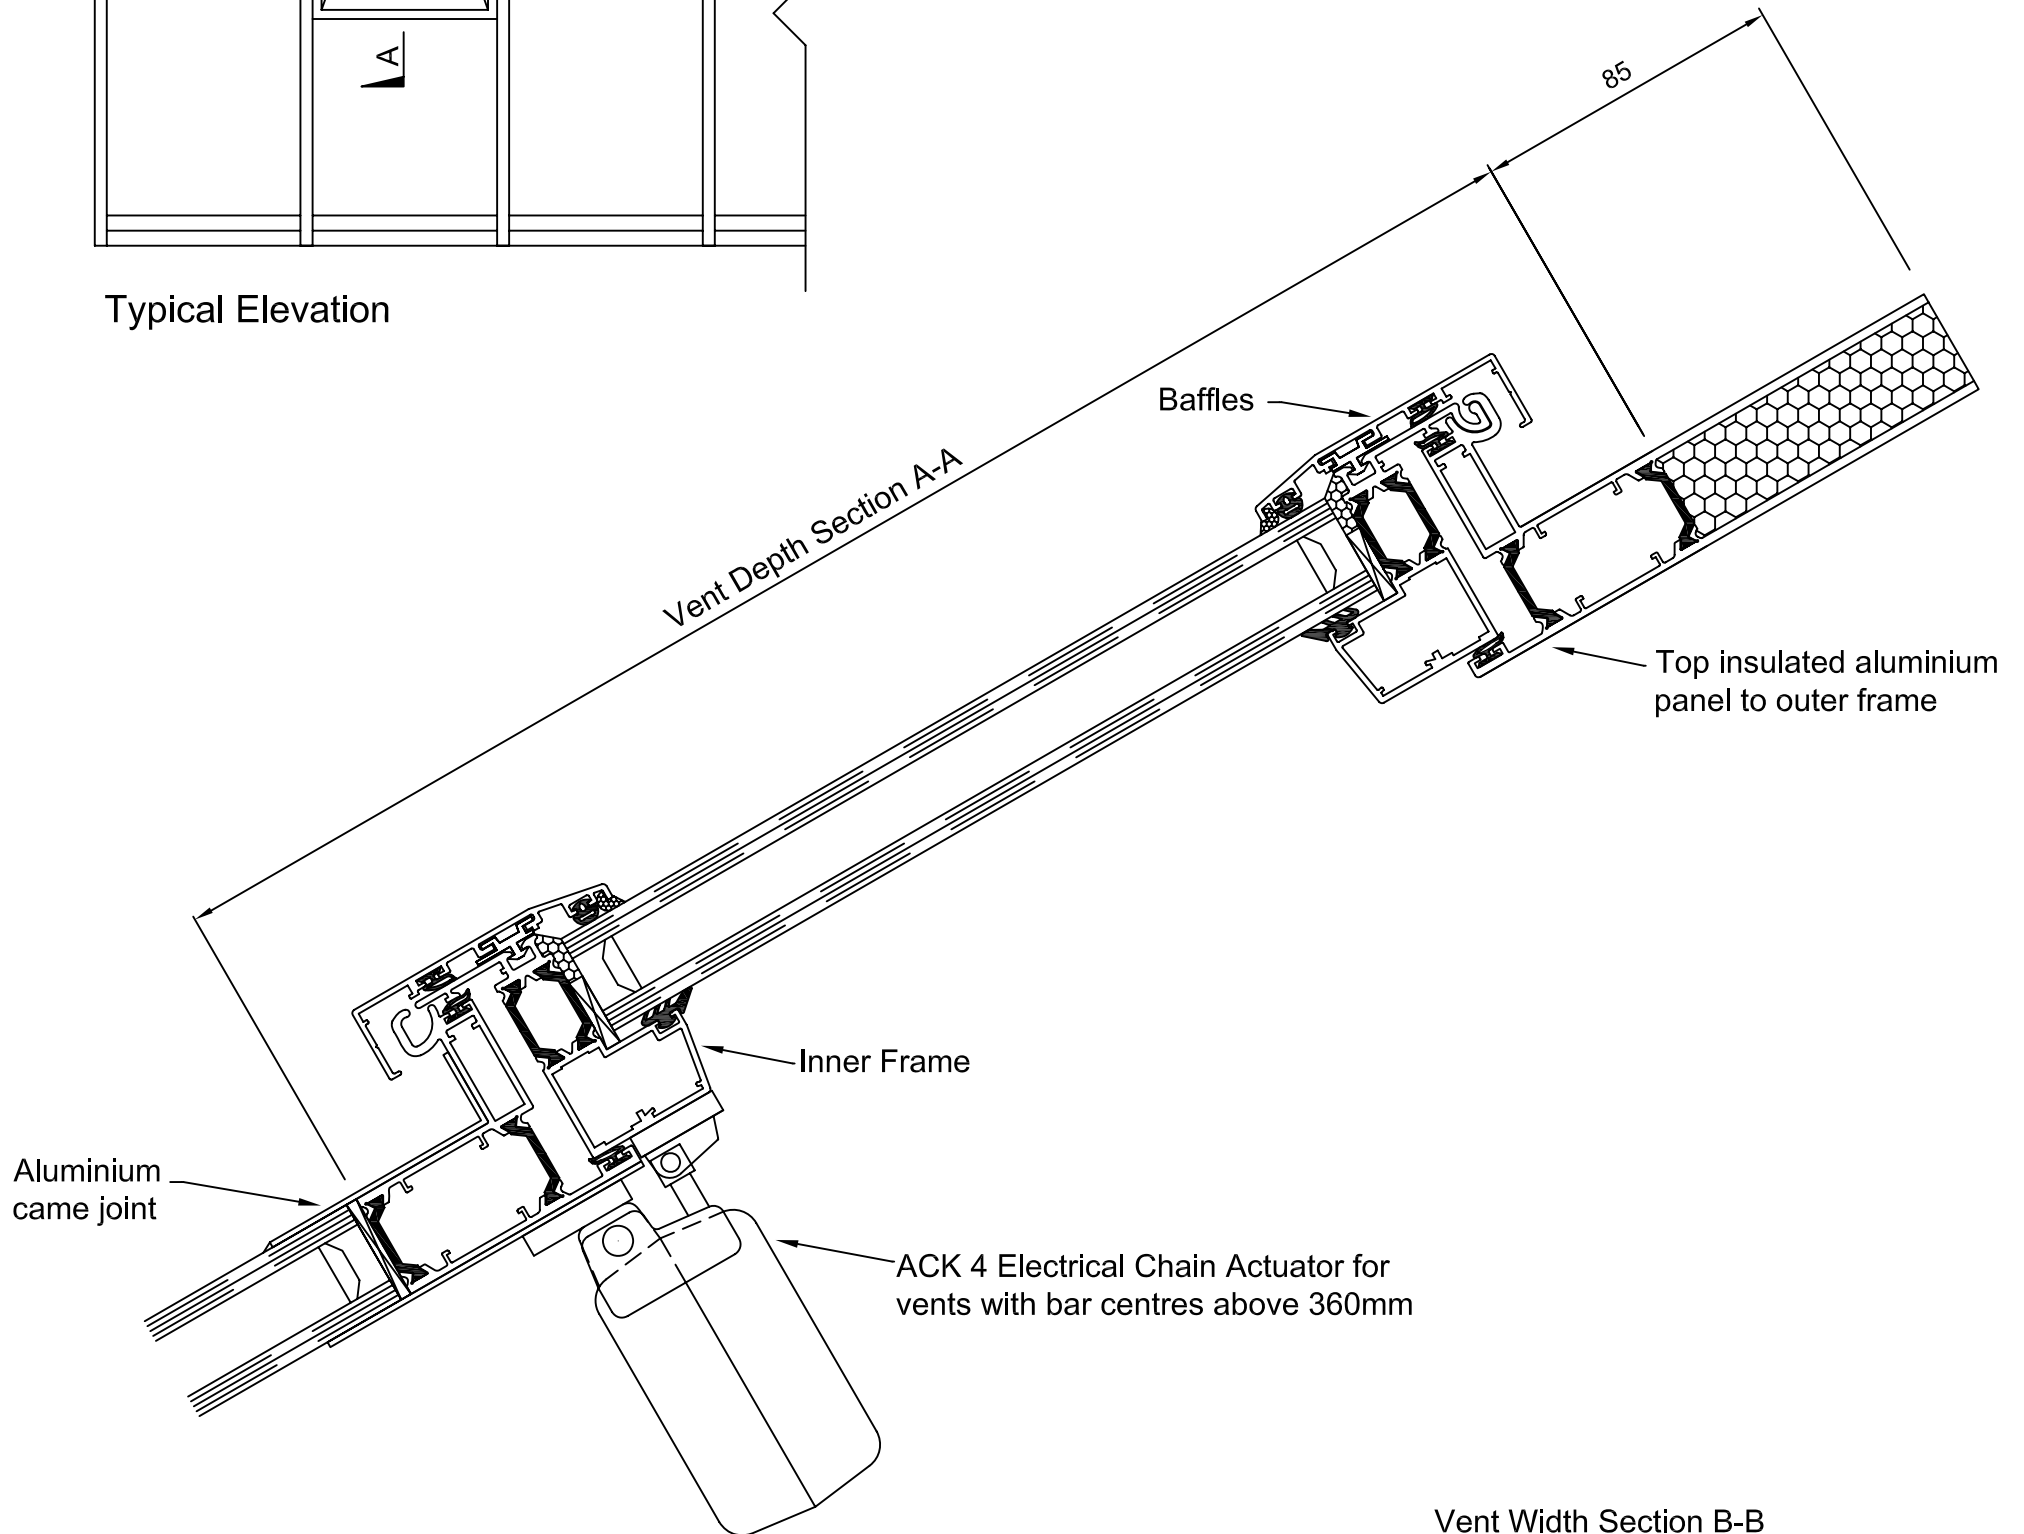 A
85
Typical Elevation
Baffles
Vent Depth Section A-A
Top insulated aluminium
panel to outer frame
Inner Frame
Aluminium
came joint
ACK 4 Electrical Chain Actuator for
vents with bar centres above 360mm
Vent Width Section B-B